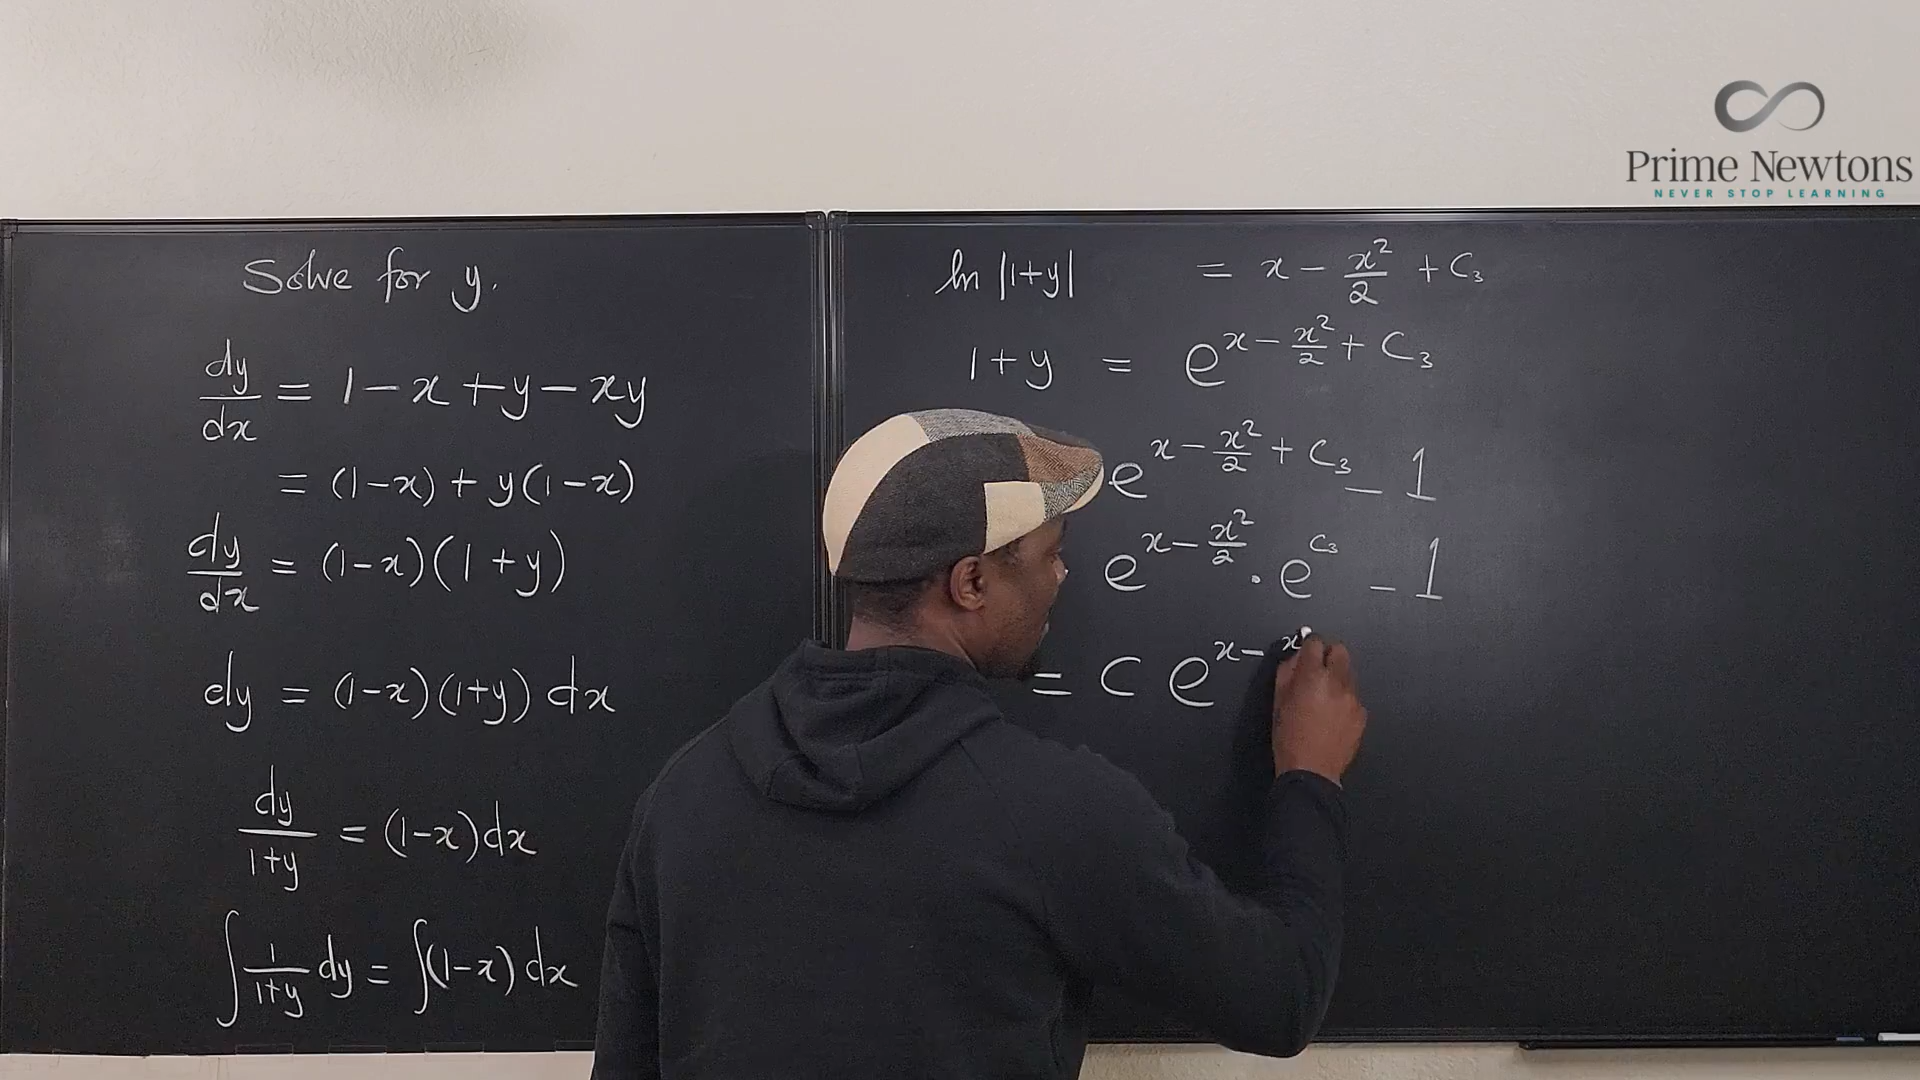 Prime Newtons
NEVER STOP LEARNING
Solve for y.
dy/dx = 1 - x + y - xy
= (1-x) + y(1-x)
dy/dx = (1-x)(1+y)
dy = (1-x)(1+y) dx
dy/1+y = (1-x)dx
∫ 1/1+y dy = ∫(1-x) dx
ln |1+y| = x - x²/2 + C₃
1+y = e^(x - x²/2 + C₃)
e^(x - x²/2 + C₃) - 1
e^(x - x²/2) · e^(C₃) - 1
= C e^(x - x